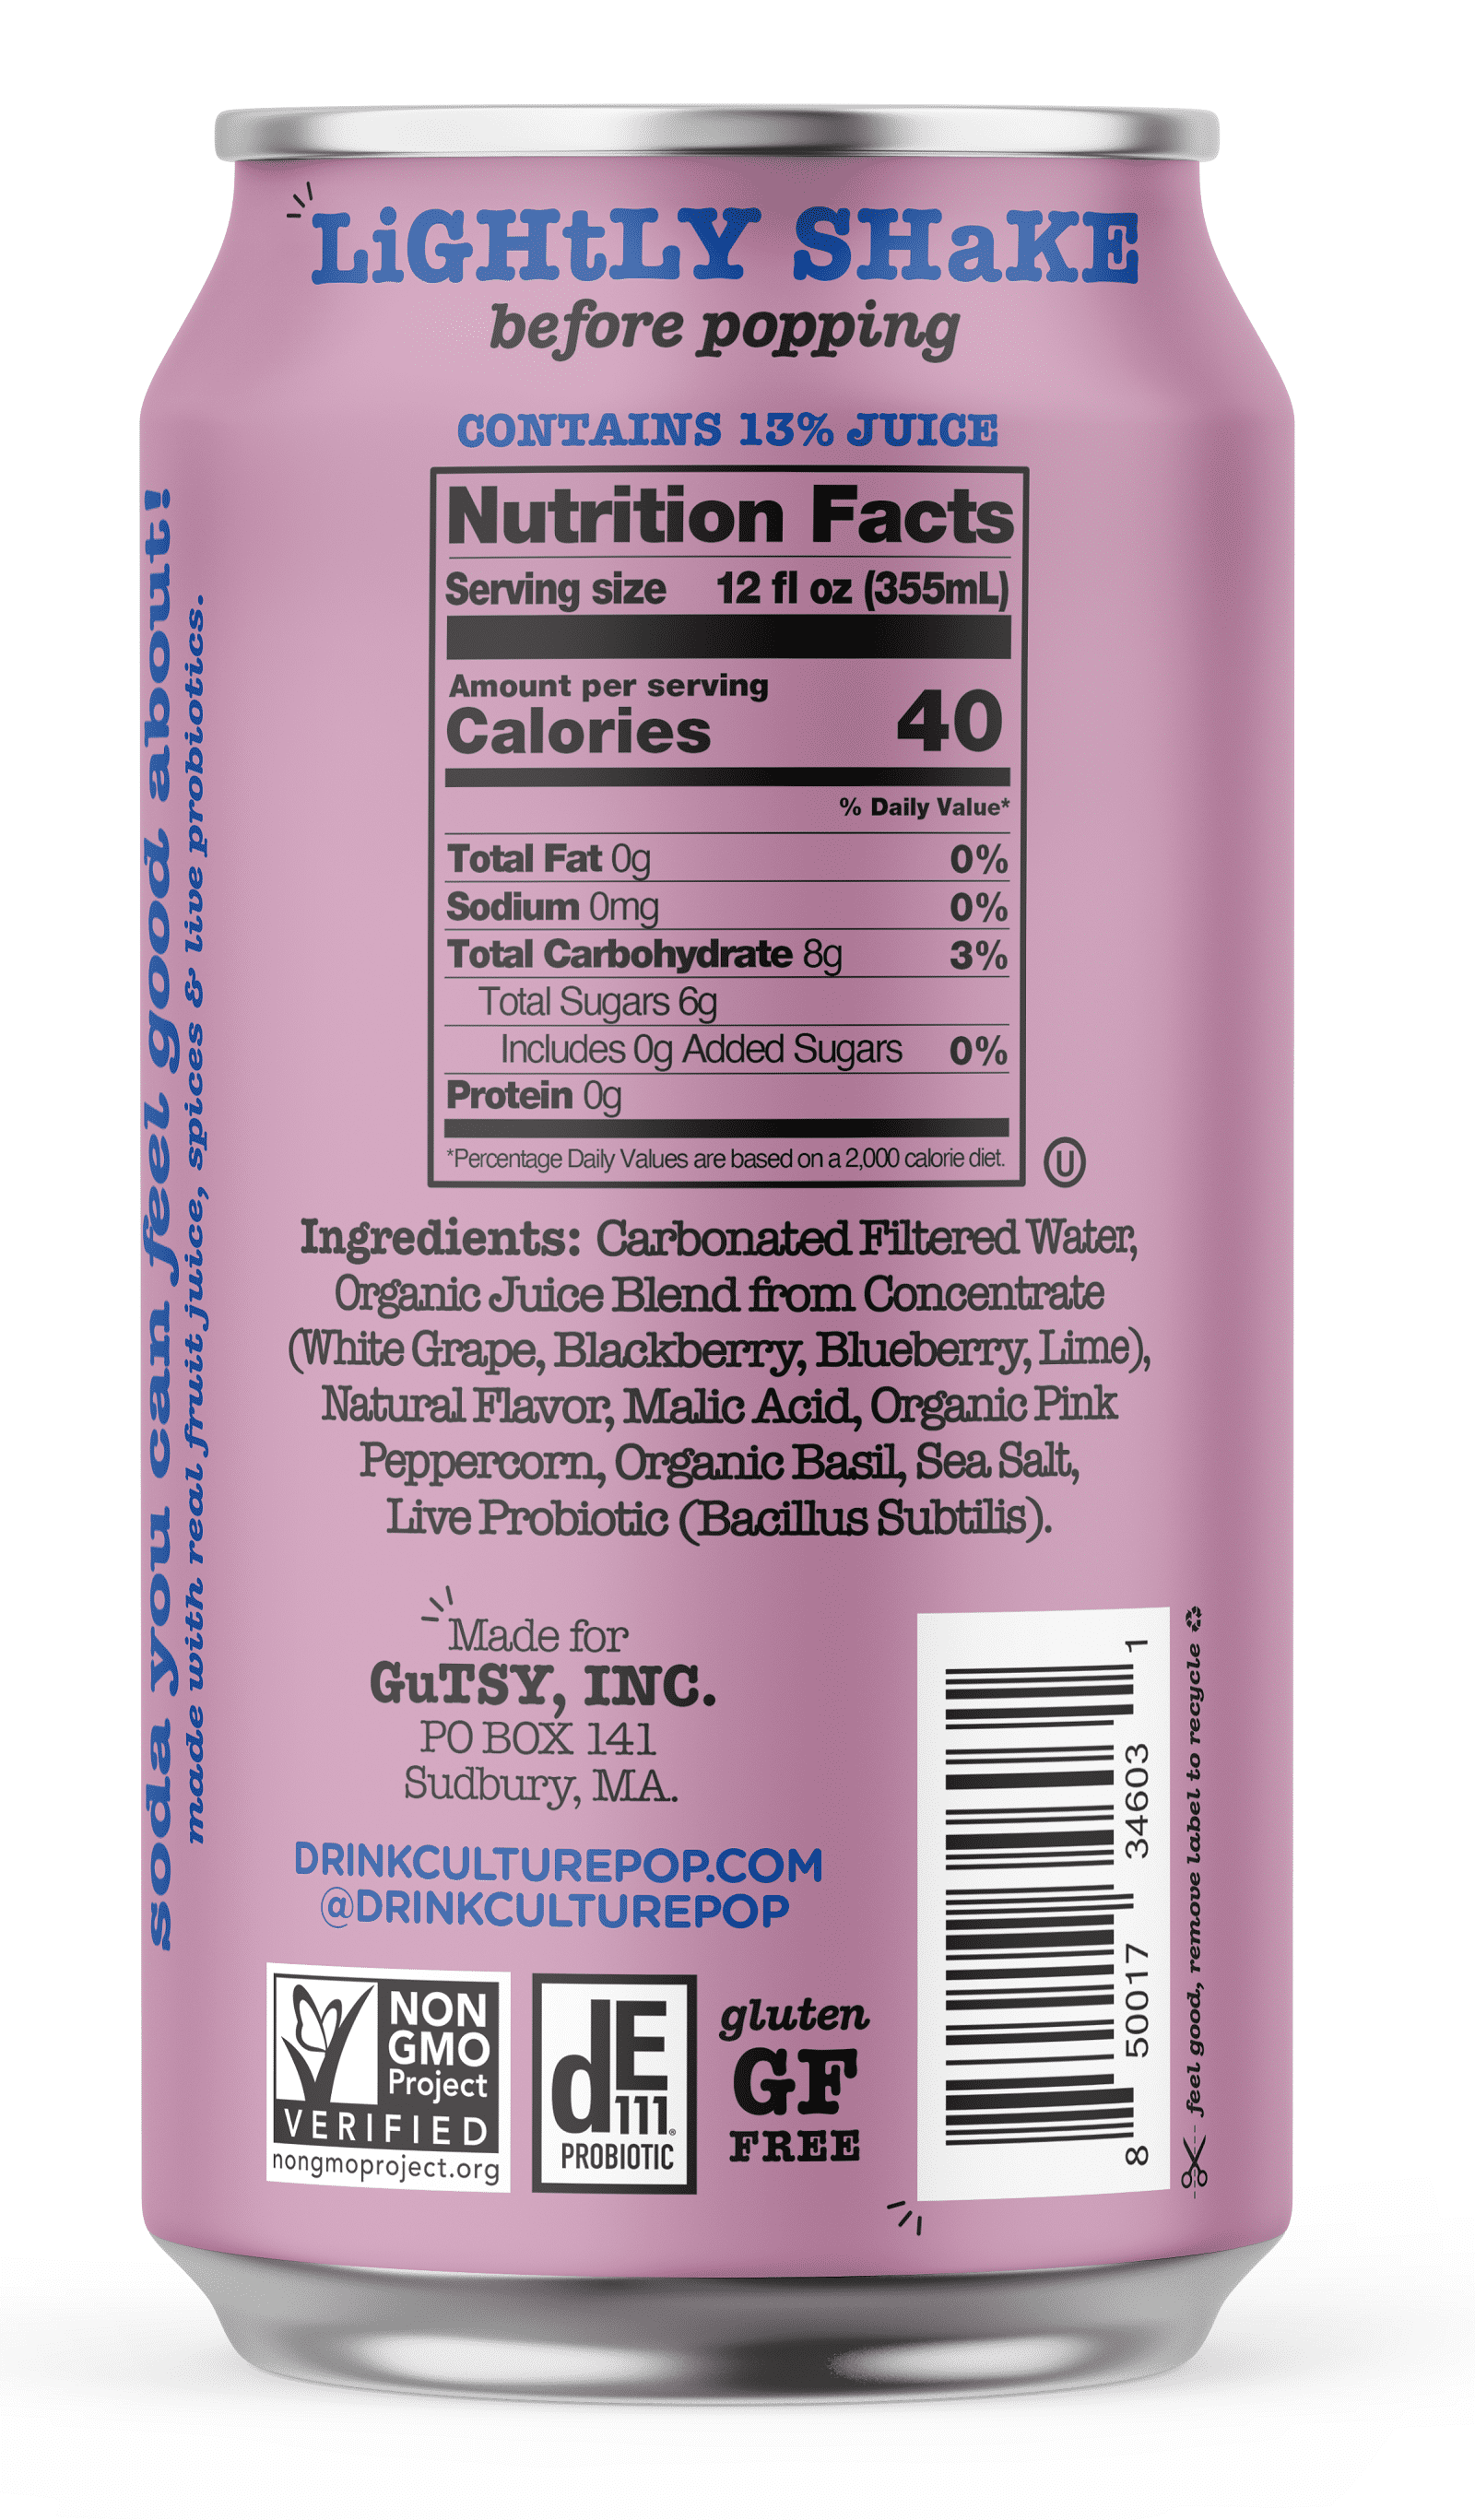 LiGHtLY SHaKE
before popping
CONTAINS 13% JUICE
Nutrition Facts
Serving size 12 fl oz (355mL)
Amount per serving
Calories 40
% Daily Value*
Total Fat 0g 0%
Sodium 0mg 0%
Total Carbohydrate 8g 3%
Total Sugars 6g
Includes 0g Added Sugars 0%
Protein 0g
*Percentage Daily Values are based on a 2,000 calorie diet.
U
Ingredients: Carbonated Filtered Water,
Organic Juice Blend from Concentrate
(White Grape, Blackberry, Blueberry, Lime),
Natural Flavor, Malic Acid, Organic Pink
Peppercorn, Organic Basil, Sea Salt,
Live Probiotic (Bacillus Subtilis).
Made for
GuTSY, INC.
PO BOX 141
Sudbury, MA.
DRINKCULTUREPOP.COM
@DRINKCULTUREPOP
NON
GMO
Project
VERIFIED
nongmoproject.org
dE
111®
PROBIOTIC
gluten
GF
FREE
8 50017 34603 1
feel good, remove label to recycle
soda you can feel good about!
made with real fruit juice, spices & live probiotics.